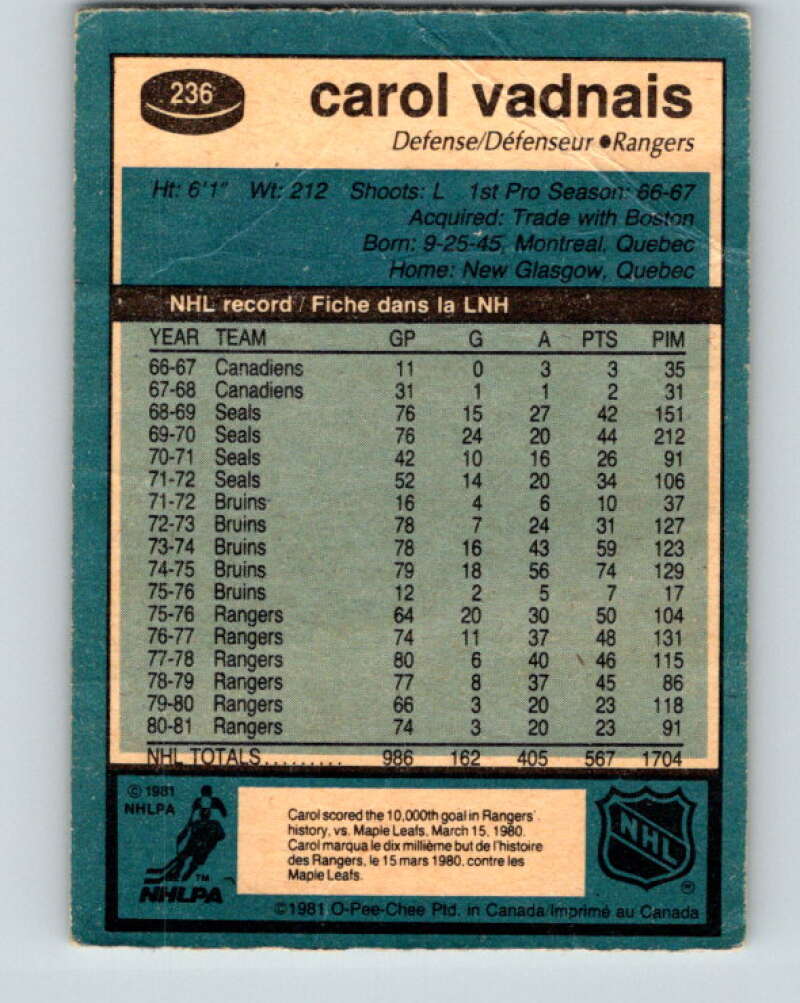 236
carol vadnais
Defense/Défenseur ●Rangers
Ht: 6'1" Wt: 212 Shoots: L 1st Pro Season: 66-67
Acquired: Trade with Boston
Born: 9-25-45, Montreal, Quebec
Home: New Glasgow, Quebec
NHL record / Fiche dans la LNH
YEAR TEAM GP G A PTS PIM
66-67 Canadiens 11 0 3 3 35
67-68 Canadiens 31 1 1 2 31
68-69 Seals 76 15 27 42 151
69-70 Seals 76 24 20 44 212
70-71 Seals 42 10 16 26 91
71-72 Seals 52 14 20 34 106
71-72 Bruins 16 4 6 10 37
72-73 Bruins 78 7 24 31 127
73-74 Bruins 78 16 43 59 123
74-75 Bruins 79 18 56 74 129
75-76 Bruins 12 2 5 7 17
75-76 Rangers 64 20 30 50 104
76-77 Rangers 74 11 37 48 131
77-78 Rangers 80 6 40 46 115
78-79 Rangers 77 8 37 45 86
79-80 Rangers 66 3 20 23 118
80-81 Rangers 74 3 20 23 91
NHL TOTALS......... 986 162 405 567 1704
© 1981
NHLPA
TM
NHLPA
Carol scored the 10,000th goal in Rangers'
history, vs. Maple Leafs, March 15, 1980.
Carol marqua le dix millième but de l'histoire
des Rangers, le 15 mars 1980, contre les
Maple Leafs.
NHL
®
©1981 O-Pee-Chee Ptd. in Canada/Imprimé au Canada